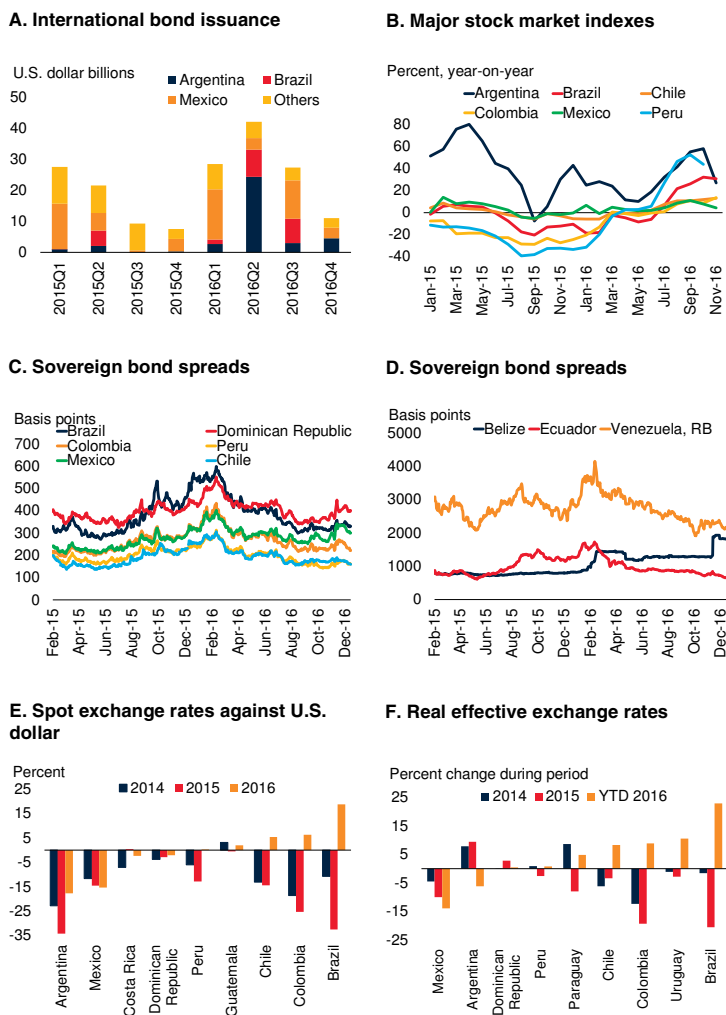 A. International bond issuance
U.S. dollar billions
Argentina Brazil
Mexico Others
50
40
30
20
10
0
2015Q1 2015Q2 2015Q3 2015Q4 2016Q1 2016Q2 2016Q3 2016Q4
B. Major stock market indexes
Percent, year-on-year
Argentina Brazil Chile
Colombia Mexico Peru
80
60
40
20
0
-20
-40
Jan-15 Mar-15 May-15 Jul-15 Sep-15 Nov-15 Jan-16 Mar-16 May-16 Jul-16 Sep-16 Nov-16
C. Sovereign bond spreads
Basis points
Brazil Dominican Republic
Colombia Peru
Mexico Chile
700
600
500
400
300
200
100
0
Feb-15 Apr-15 Jun-15 Aug-15 Oct-15 Dec-15 Feb-16 Apr-16 Jun-16 Aug-16 Oct-16 Dec-16
D. Sovereign bond spreads
Basis points
Belize Ecuador Venezuela, RB
5000
4000
3000
2000
1000
0
Feb-15 Apr-15 Jun-15 Aug-15 Oct-15 Dec-15 Feb-16 Apr-16 Jun-16 Aug-16 Oct-16 Dec-16
E. Spot exchange rates against U.S.
dollar
Percent
2014 2015 2016
25
15
5
-5
-15
-25
-35
Argentina Mexico Costa Rica Dominican Republic Peru Guatemala Chile Colombia Brazil
F. Real effective exchange rates
Percent change during period
2014 2015 YTD 2016
25
15
5
-5
-15
-25
Mexico Argentina Dominican Republic Peru Paraguay Chile Colombia Uruguay Brazil